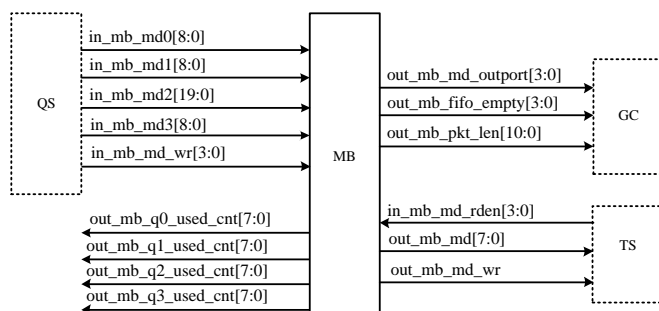 in_mb_md0[8:0]
in_mb_md1[8:0]
in_mb_md2[19:0]
in_mb_md3[8:0]
in_mb_md_wr[3:0]
QS
out_mb_q0_used_cnt[7:0]
out_mb_q1_used_cnt[7:0]
out_mb_q2_used_cnt[7:0]
out_mb_q3_used_cnt[7:0]
MB
out_mb_md_outport[3:0]
out_mb_fifo_empty[3:0]
out_mb_pkt_len[10:0]
GC
in_mb_md_rden[3:0]
out_mb_md[7:0]
out_mb_md_wr
TS